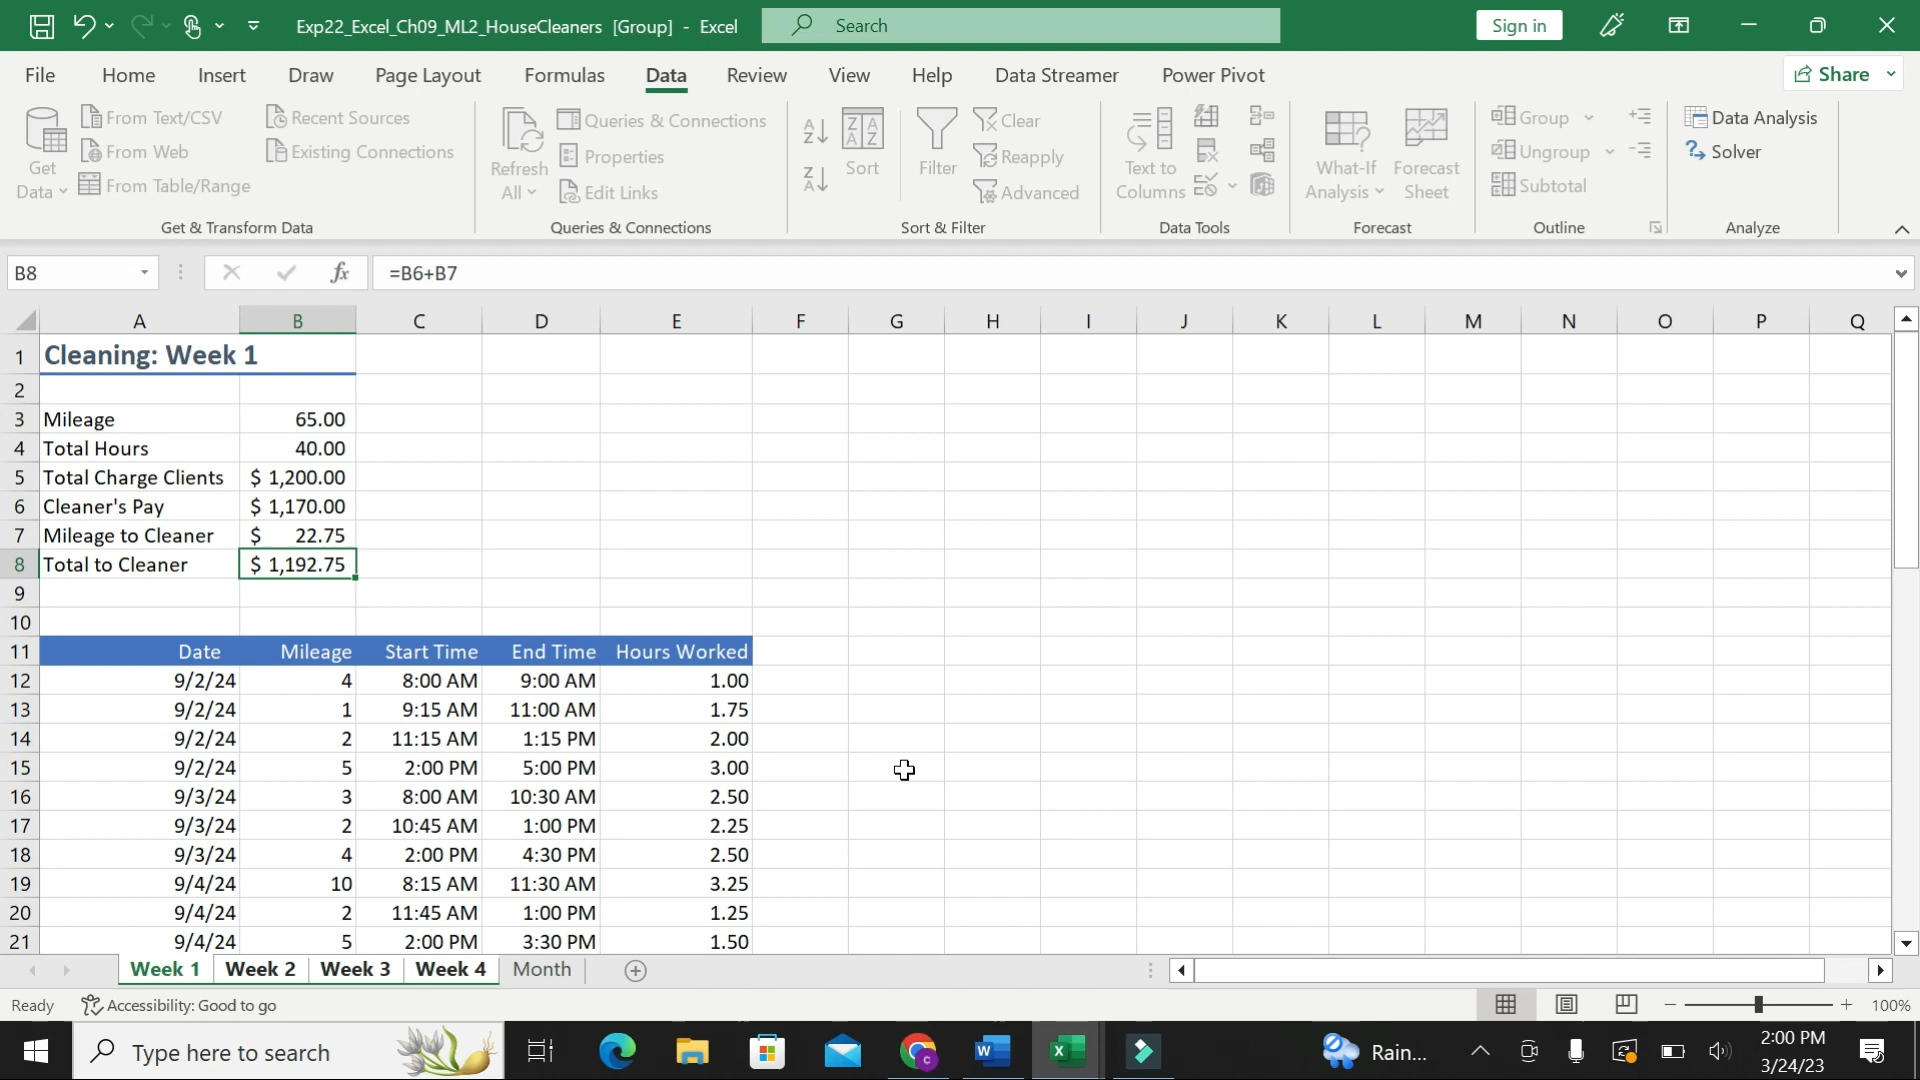 Exp22_Excel_Ch09_ML2_HouseCleaners [Group] - Excel
Search
Sign in
File Home Insert Draw Page Layout Formulas Data Review View Help Data Streamer Power Pivot
Share
Get Data
From Text/CSV
From Web
From Table/Range
Recent Sources
Existing Connections
Get & Transform Data
Refresh All
Queries & Connections
Properties
Edit Links
Queries & Connections
Sort
Filter
Clear
Reapply
Advanced
Sort & Filter
Text to Columns
Data Tools
What-If Analysis
Forecast Sheet
Forecast
Group
Ungroup
Subtotal
Outline
Data Analysis
Solver
Analyze
B8 fx =B6+B7
A B C D E F G H I J K L M N O P Q
1 Cleaning: Week 1
2
3 Mileage 65.00
4 Total Hours 40.00
5 Total Charge Clients $ 1,200.00
6 Cleaner's Pay $ 1,170.00
7 Mileage to Cleaner $ 22.75
8 Total to Cleaner $ 1,192.75
9
10
11 Date Mileage Start Time End Time Hours Worked
12 9/2/24 4 8:00 AM 9:00 AM 1.00
13 9/2/24 1 9:15 AM 11:00 AM 1.75
14 9/2/24 2 11:15 AM 1:15 PM 2.00
15 9/2/24 5 2:00 PM 5:00 PM 3.00
16 9/3/24 3 8:00 AM 10:30 AM 2.50
17 9/3/24 2 10:45 AM 1:00 PM 2.25
18 9/3/24 4 2:00 PM 4:30 PM 2.50
19 9/4/24 10 8:15 AM 11:30 AM 3.25
20 9/4/24 2 11:45 AM 1:00 PM 1.25
21 9/4/24 5 2:00 PM 3:30 PM 1.50
Week 1 Week 2 Week 3 Week 4 Month
Ready Accessibility: Good to go 100%
Type here to search
Rain...
2:00 PM
3/24/23